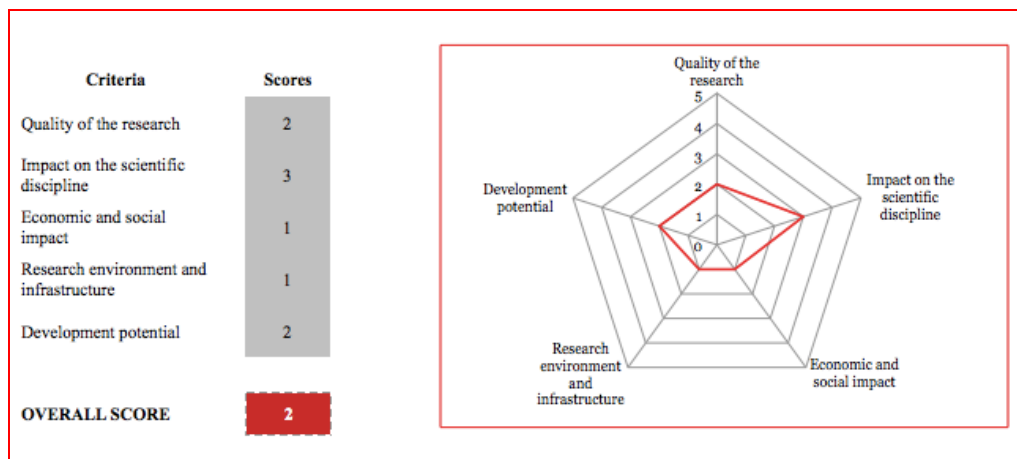 Criteria Scores
Quality of the research 2
Impact on the scientific
discipline 3
Economic and social
impact 1
Research environment and
infrastructure 1
Development potential 2
OVERALL SCORE 2
Quality of the
research
5
4
3
2
1
0
Impact on the
scientific
discipline
Economic and
social impact
Research
environment
and
infrastructure
Development
potential